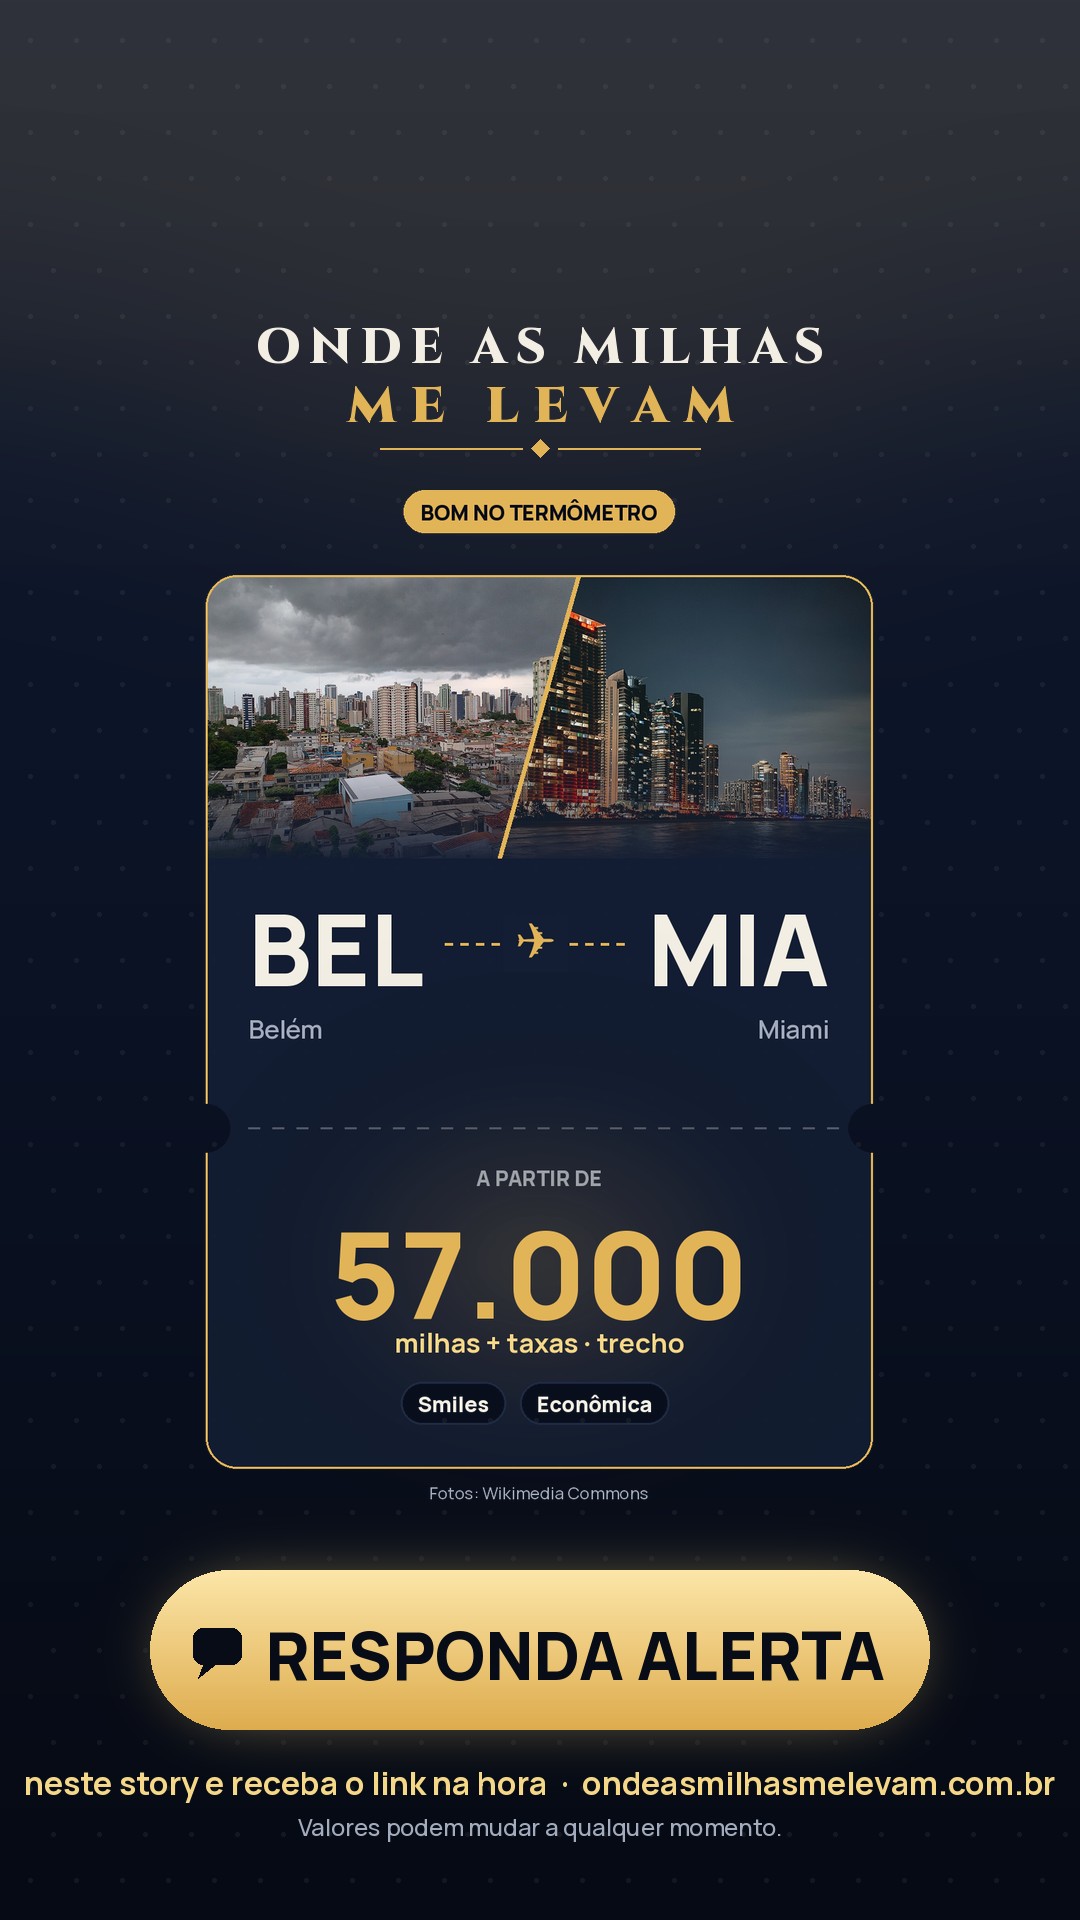 ONDE AS MILHAS
ME LEVAM
BOM NO TERMÔMETRO
BEL MIA
Belém Miami
A PARTIR DE
57.000
milhas + taxas · trecho
Smiles Econômica
Fotos: Wikimedia Commons
RESPONDA ALERTA
neste story e receba o link na hora · ondeasmilhasmelevam.com.br
Valores podem mudar a qualquer momento.